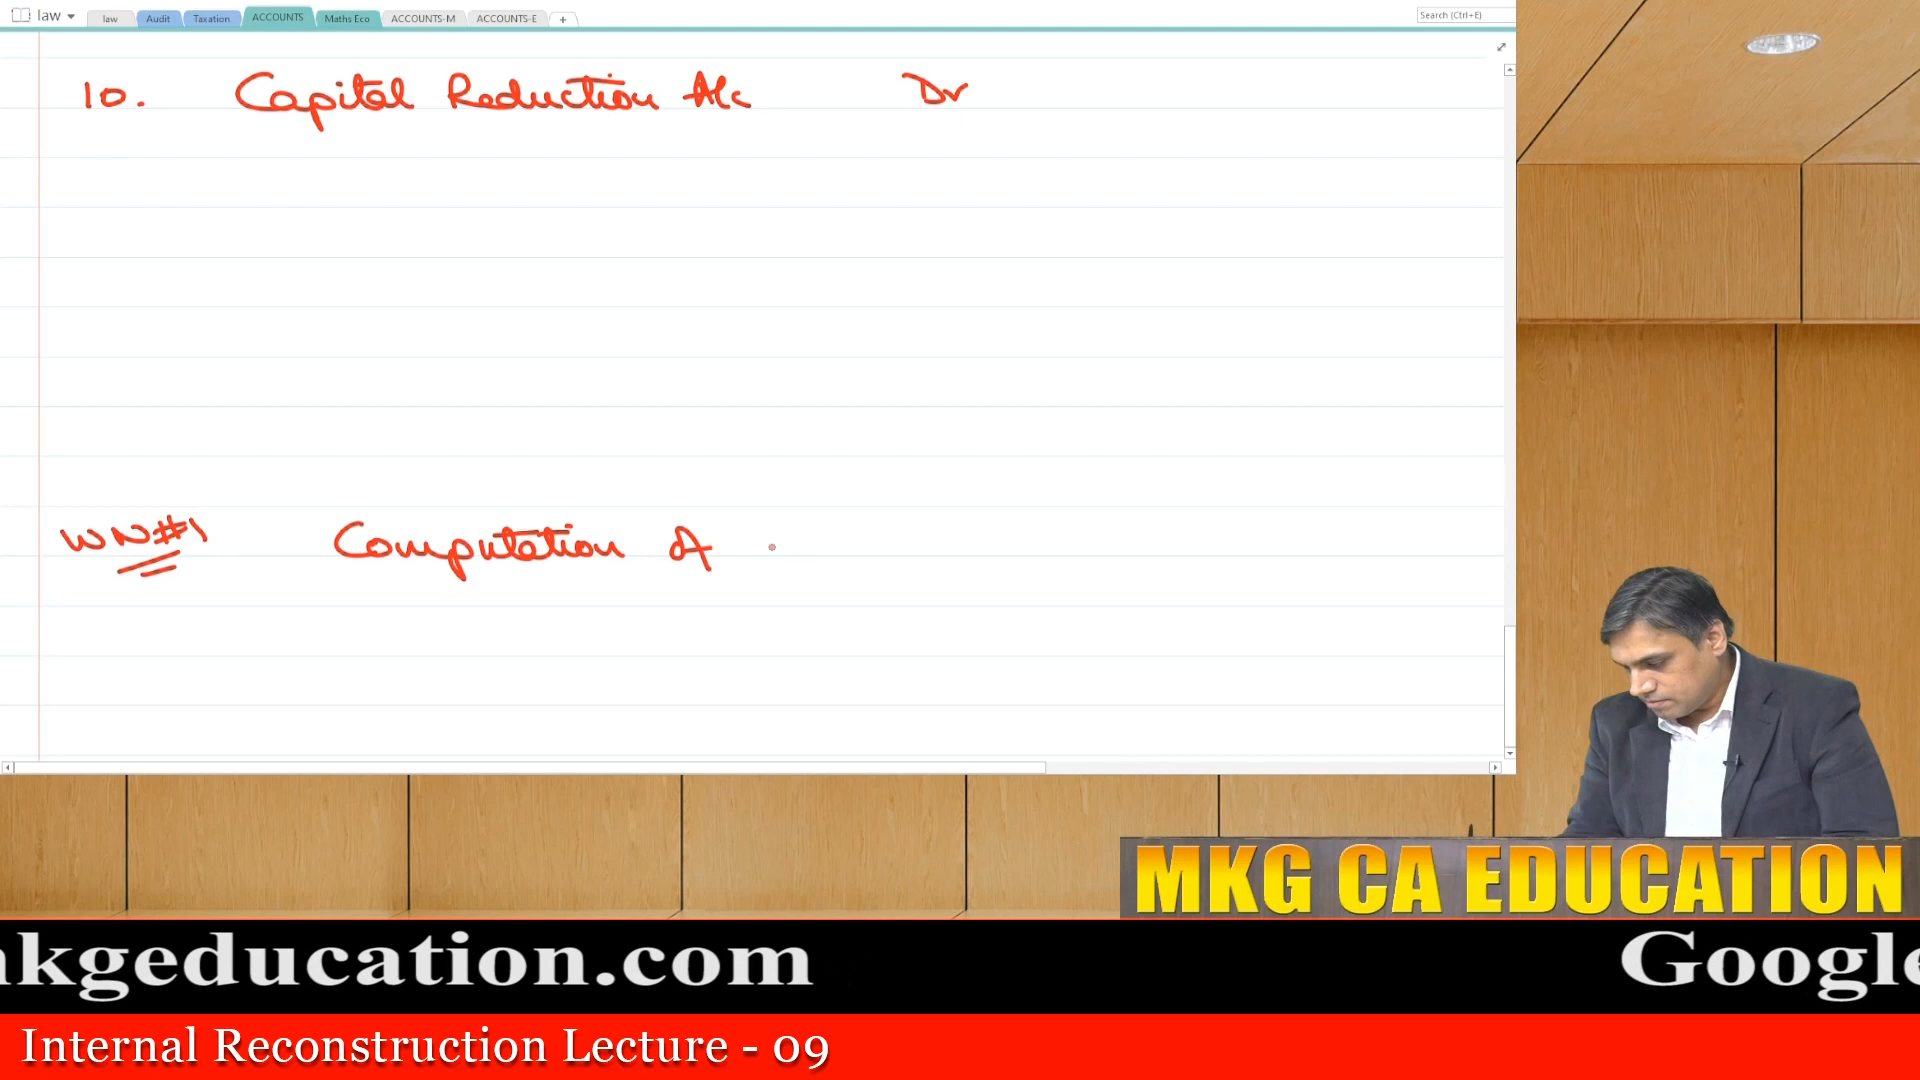 law law Audit Taxation ACCOUNTS Maths Eco ACCOUNTS-M ACCOUNTS-E + Search (Ctrl+E)
10. Capital Reduction A/c Dr
WN#1 Computation of
MKG CA EDUCATION
nkgeducation.com Google
Internal Reconstruction Lecture - 09